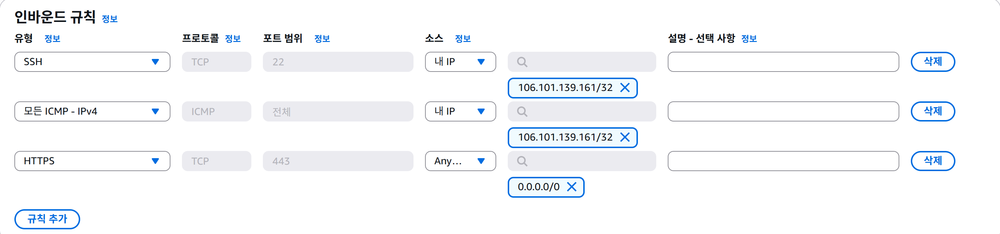 인바운드 규칙 정보
유형 정보 프로토콜 정보 포트 범위 정보 소스 정보 설명 - 선택 사항 정보
SSH TCP 22 내 IP 삭제
106.101.139.161/32
모든 ICMP - IPv4 ICMP 전체 내 IP 삭제
106.101.139.161/32
HTTPS TCP 443 Any... 삭제
0.0.0.0/0
규칙 추가